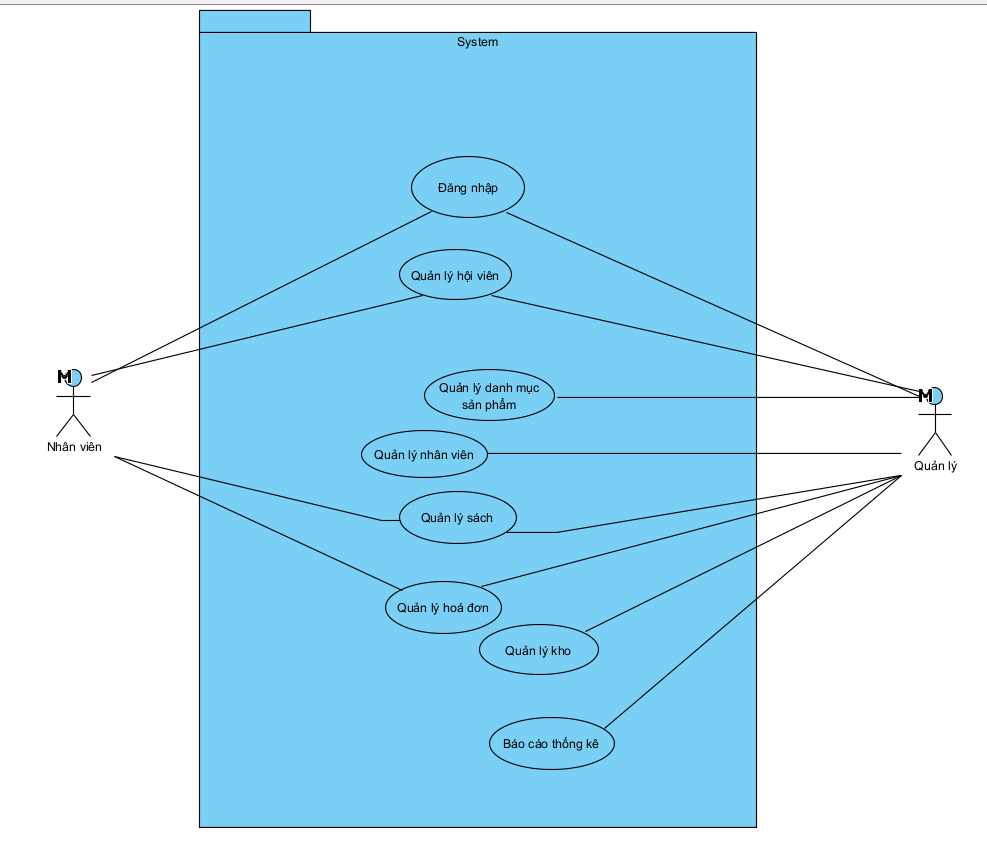 System
Đăng nhập
Quản lý hội viên
M
Nhân viên
Quản lý danh mục
sản phẩm
M
Quản lý
Quản lý nhân viên
Quản lý sách
Quản lý hoá đơn
Quản lý kho
Báo cáo thống kê